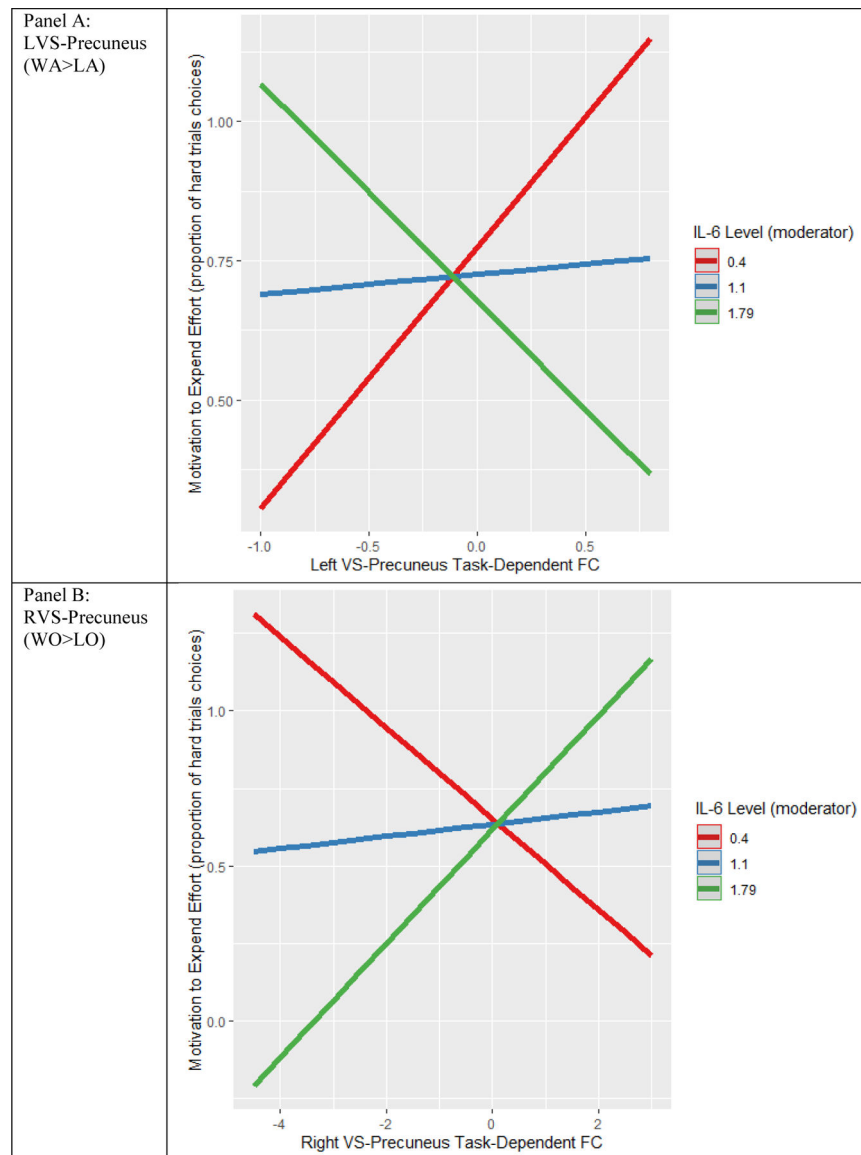 Panel A:
LVS-Precuneus
(WA>LA)
Motivation to Expend Effort (proportion of hard trials choices)
1.00
0.75
0.50
-1.0
-0.5
0.0
0.5
Left VS-Precuneus Task-Dependent FC
IL-6 Level (moderator)
0.4
1.1
1.79
Panel B:
RVS-Precuneus
(WO>LO)
Motivation to Expend Effort (proportion of hard trials choices)
1.0
0.5
0.0
-4
-2
0
2
Right VS-Precuneus Task-Dependent FC
IL-6 Level (moderator)
0.4
1.1
1.79